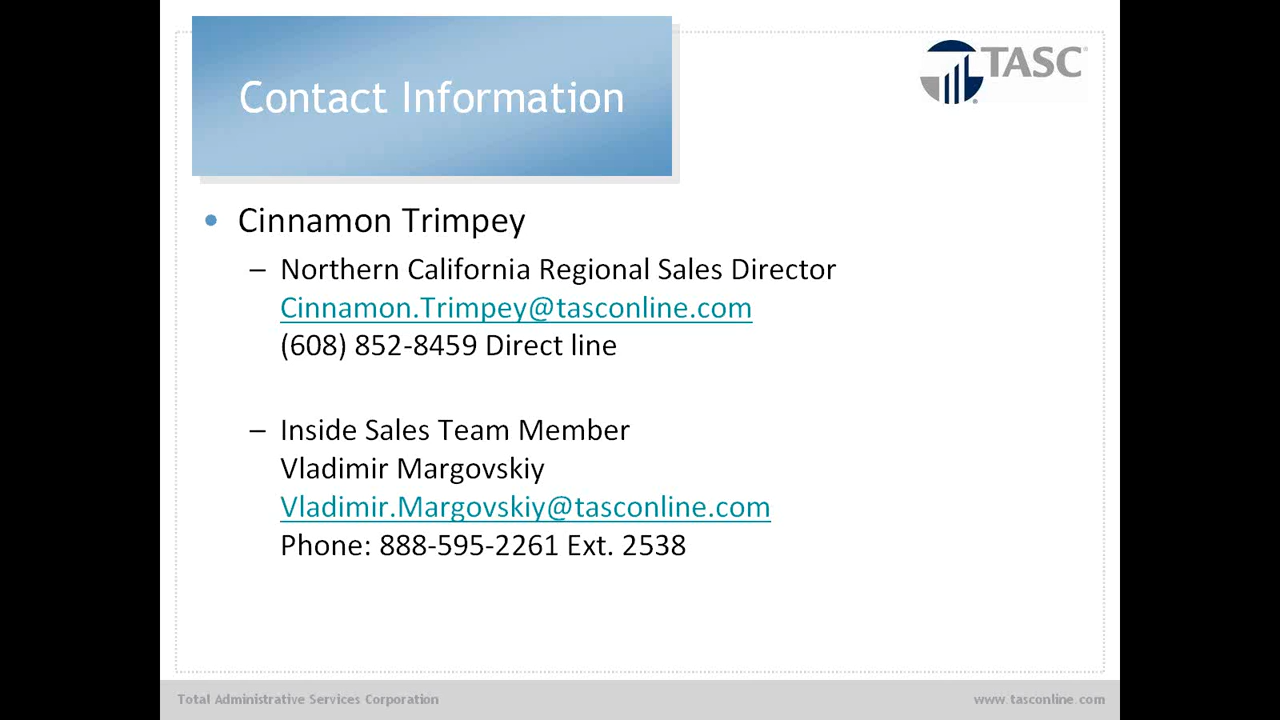 Contact Information
TASC
• Cinnamon Trimpey
– Northern California Regional Sales Director
Cinnamon.Trimpey@tasconline.com
(608) 852-8459 Direct line
– Inside Sales Team Member
Vladimir Margovskiy
Vladimir.Margovskiy@tasconline.com
Phone: 888-595-2261 Ext. 2538
Total Administrative Services Corporation
www.tasconline.com